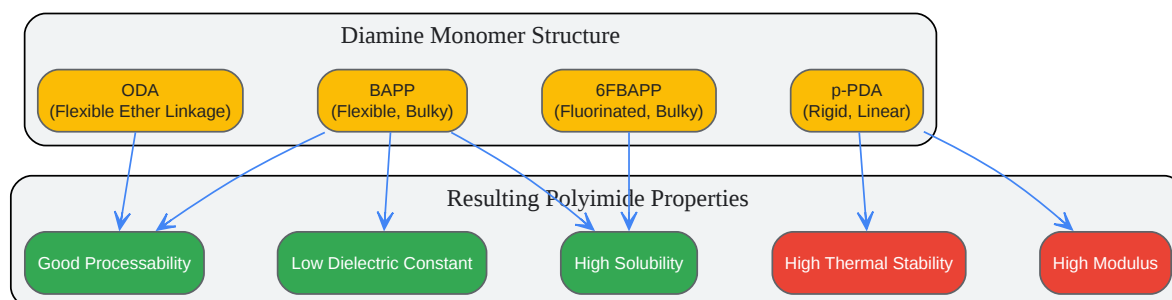 Diamine Monomer Structure
ODA
(Flexible Ether Linkage)
BAPP
(Flexible, Bulky)
6FBAPP
(Fluorinated, Bulky)
p-PDA
(Rigid, Linear)
Resulting Polyimide Properties
Good Processability
Low Dielectric Constant
High Solubility
High Thermal Stability
High Modulus